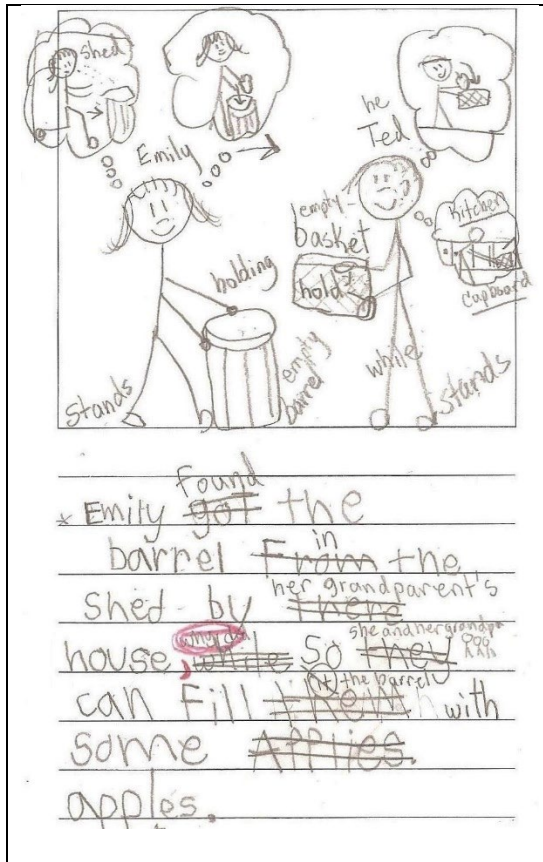 shed
he
Ted
Emily
empty
basket
hold
Kitchen
cupboard
holding
empty
barrel
while
stands
stands
Found
* Emily got the
in
barrel From the
her grandparent's
Shed by there
she and her
house, while So they
(it) the barrel
can Fill them with
some Applies.
apples.